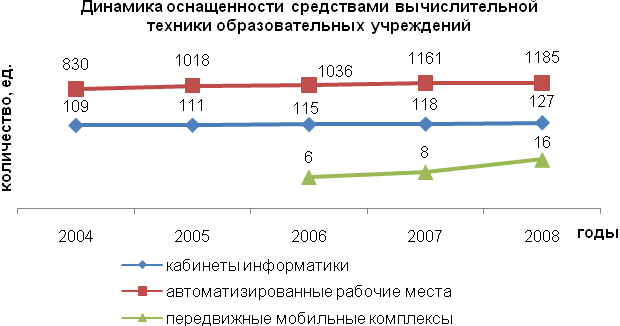 Динамика оснащенности средствами вычислительной
техники образовательных учреждений
количество, ед.
830 1018 1036 1161 1185
109 111 115 118 127
6 8 16
2004 2005 2006 2007 2008 годы
кабинеты информатики
автоматизированные рабочие места
передвижные мобильные комплексы